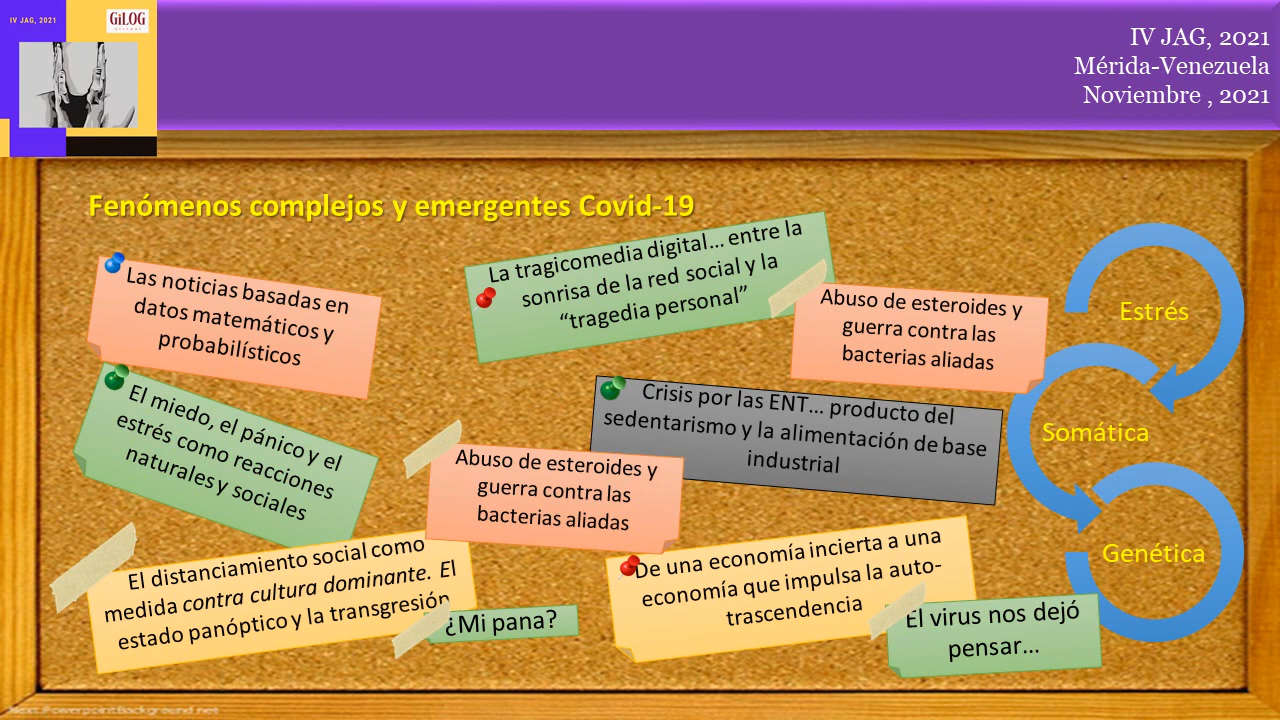 IV JAG, 2021
GiLOG
IV JAG, 2021
Mérida-Venezuela
Noviembre , 2021
Fenómenos complejos y emergentes Covid-19
Las noticias basadas en
datos matemáticos y
probabilísticos
La tragicomedia digital... entre la
sonrisa de la red social y la
“tragedia personal”
Abuso de esteroides y
guerra contra las
bacterias aliadas
Estrés
El miedo, el pánico y el
estrés como reacciones
naturales y sociales
Crisis por las ENT... producto del
sedentarismo y la alimentación de base
industrial
Somática
Abuso de esteroides y
guerra contra las
bacterias aliadas
Genética
El distanciamiento social como
medida contra cultura dominante. El
estado panóptico y la transgresión
¿Mi pana?
De una economía incierta a una
economía que impulsa la auto-
trascendencia
El virus nos dejó
pensar...
Next.PowerpointBackground.net